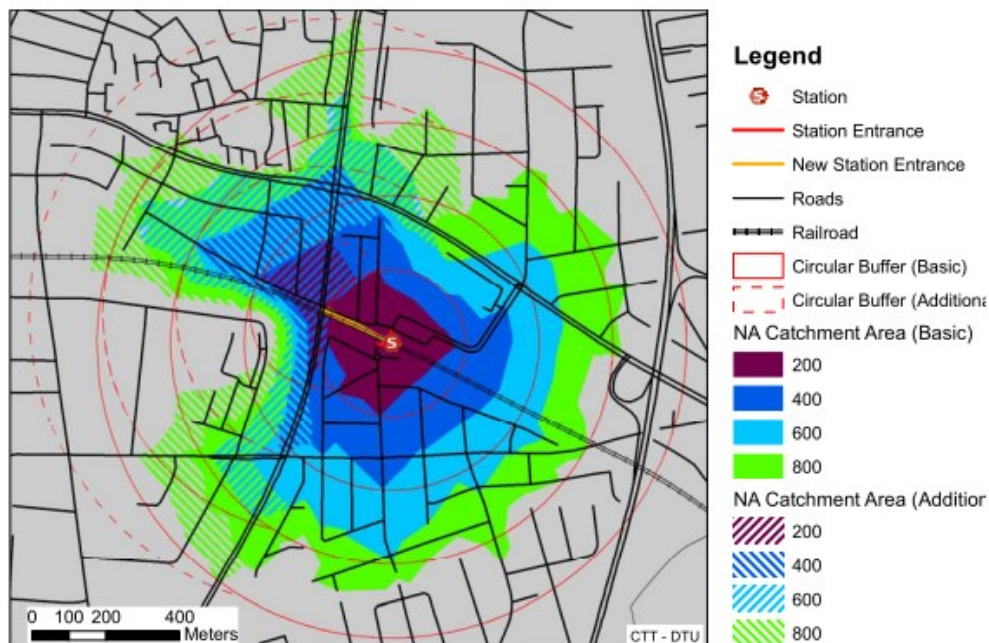 Legend
S
Station
Station Entrance
New Station Entrance
Roads
Railroad
Circular Buffer (Basic)
Circular Buffer (Additiona
NA Catchment Area (Basic)
200
400
600
800
NA Catchment Area (Addition
200
400
600
800
S
0 100 200 400
Meters
CTT - DTU